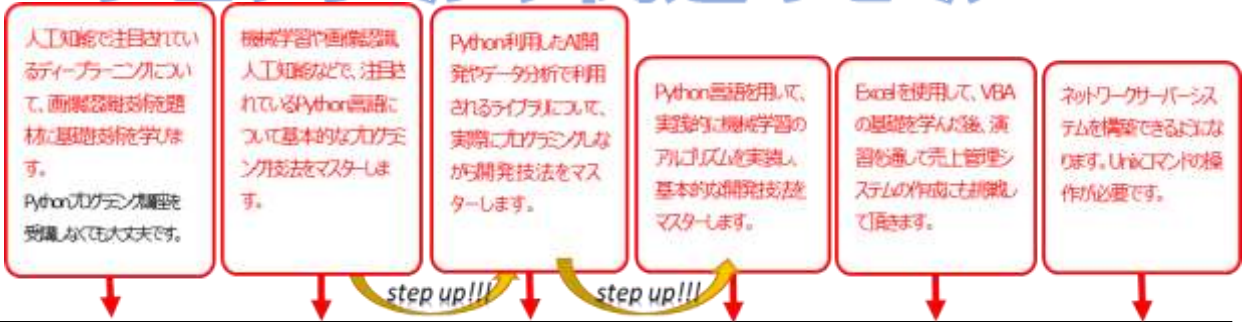 人工知能で注目されてい
るディープラーニングについ
て、画像認識技術を題
材に基礎技術を学びま
す。
Pythonプログラミング講座を
受講しなくても大丈夫です。
機械学習や画像認識、
人工知能などで、注目さ
れているPython言語に
ついて基本的なプログラミ
ング技法をマスターしま
す。
Python利用したAI開
発やデータ分析で利用
されるライブラリについて、
実際にプログラミングしな
がら開発技法をマス
ターします。
Python言語を用いて、
実践的に機械学習の
アルゴリズムを実装し、
基本的な開発技法を
マスターします。
Excelを使用して、VBA
の基礎を学んだ後、演
習を通して売上管理シ
ステムの作成にも挑戦し
て頂きます。
ネットワークサーバーシス
テムを構築できるようにな
ります。Unixコマンドの操
作が必要です。
step up!!!
step up!!!